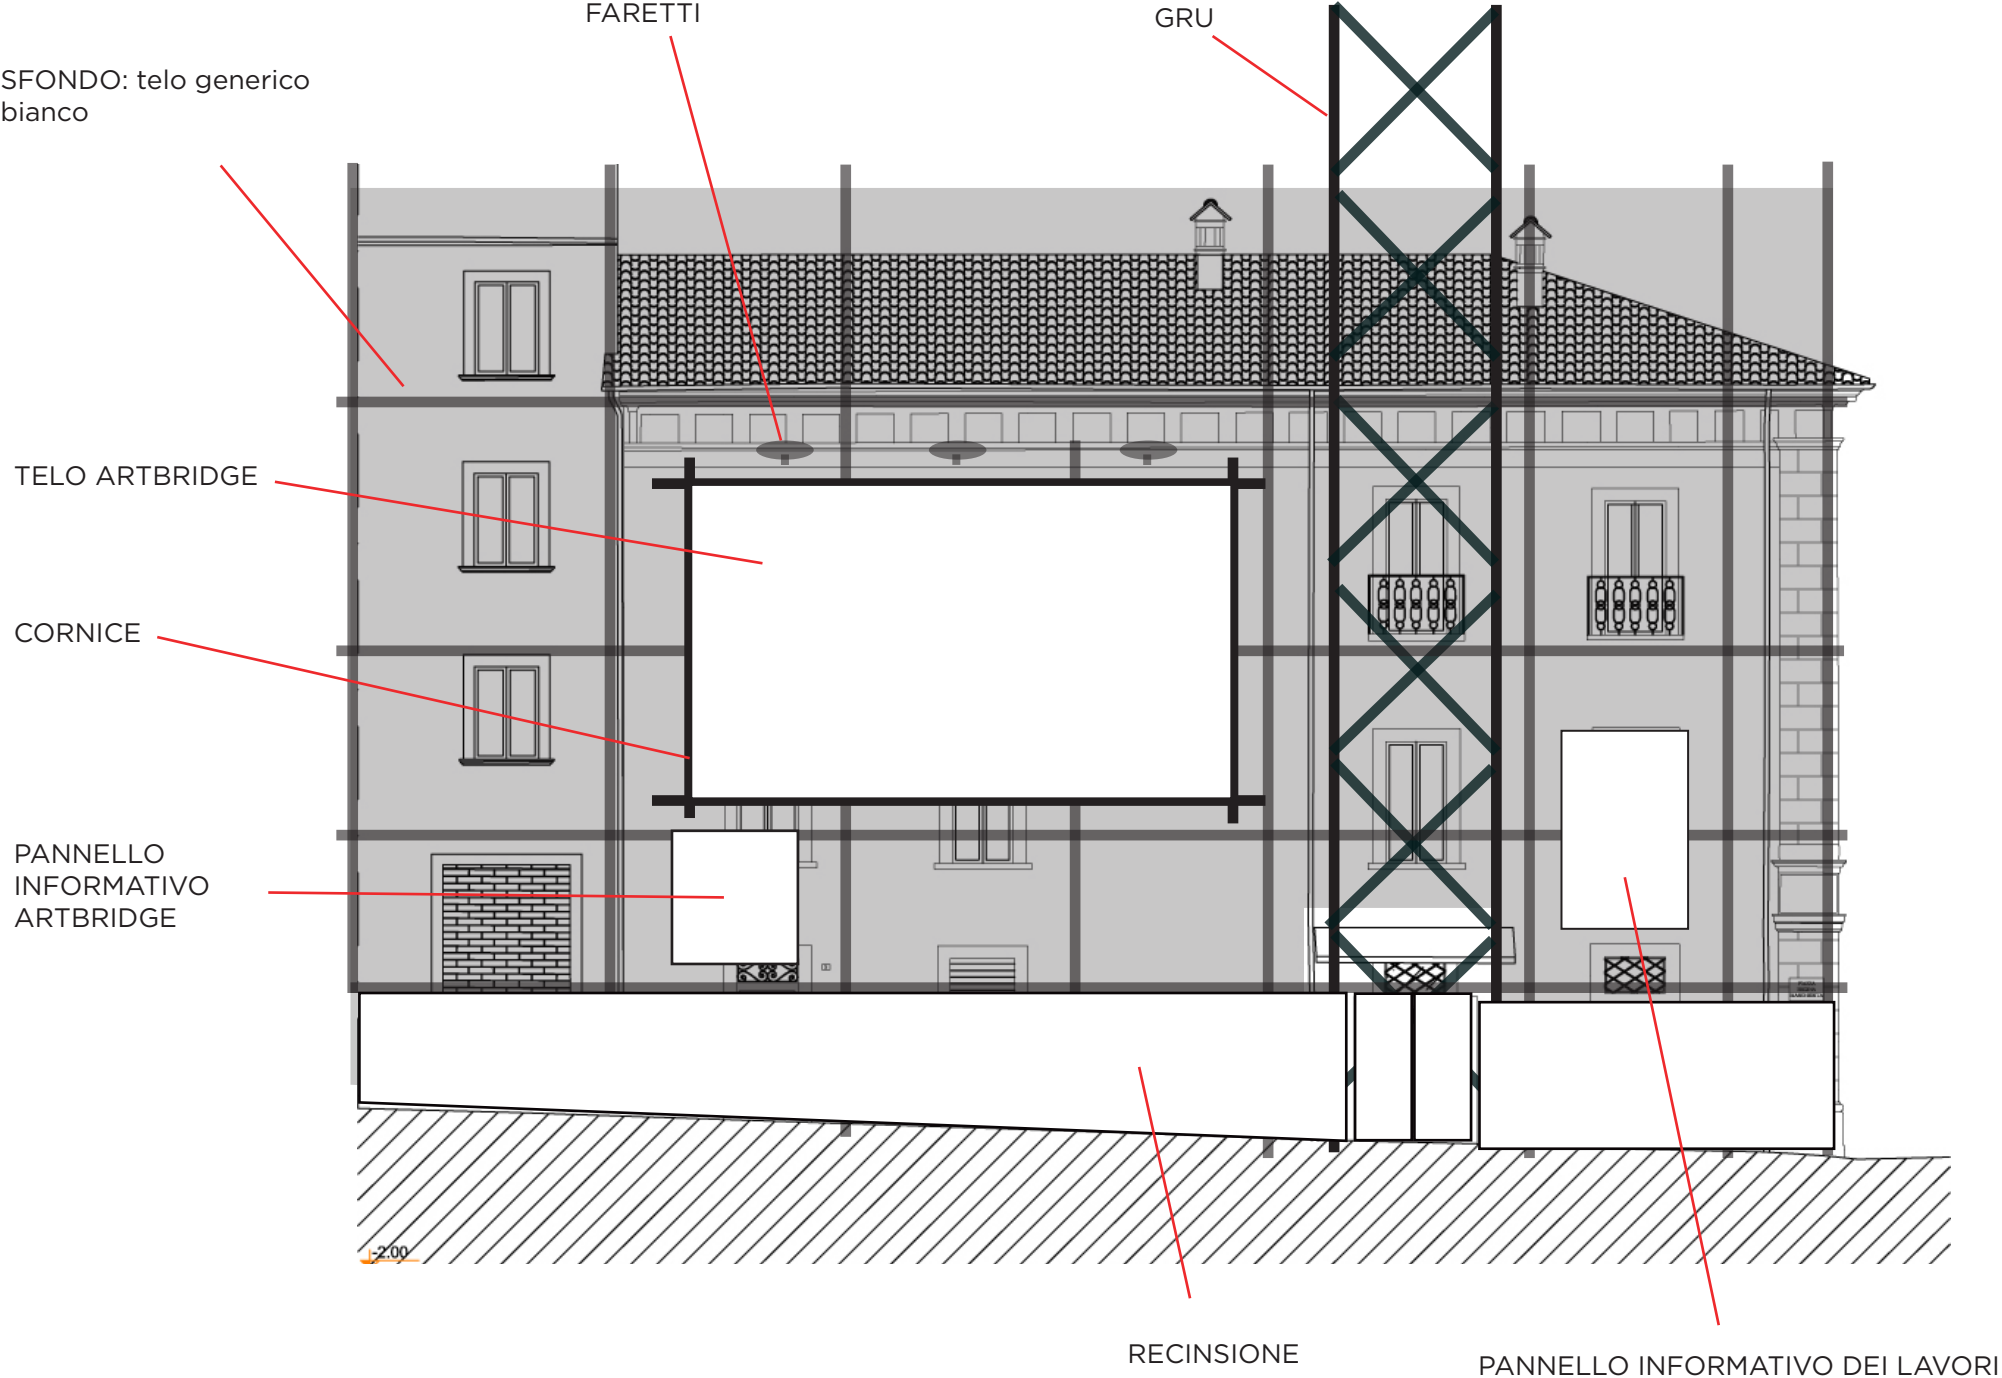 FARETTI
GRU
SFONDO: telo generico
bianco
TELO ARTBRIDGE
CORNICE
PANNELLO
INFORMATIVO
ARTBRIDGE
-2.00
RECINSIONE
PANNELLO INFORMATIVO DEI LAVORI